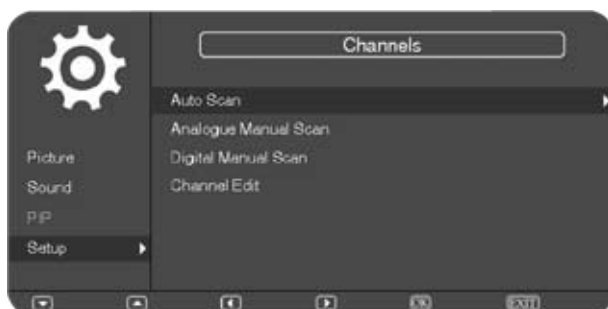 Channels
Auto Scan
Analogue Manual Scan
Digital Manual Scan
Channel Edit
Picture
Sound
PIP
Setup
OK EXIT